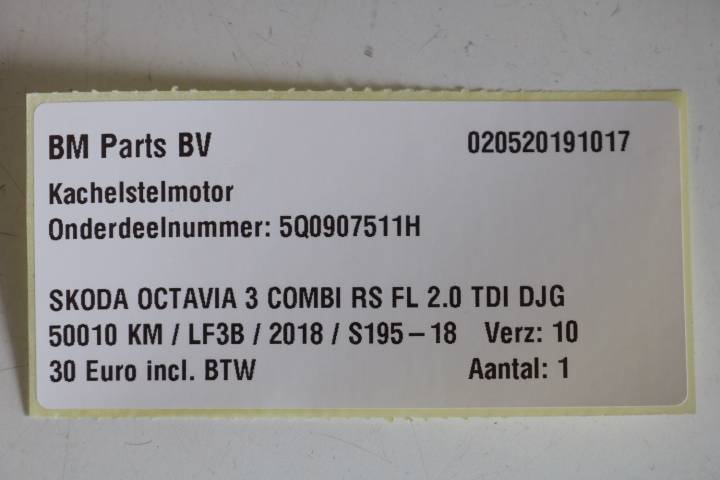 BM Parts BV 020520191017
Kachelstelmotor
Onderdeelnummer: 5Q0907511H
SKODA OCTAVIA 3 COMBI RS FL 2.0 TDI DJG
50010 KM / LF3B / 2018 / S195-18 Verz: 10
30 Euro incl. BTW Aantal: 1